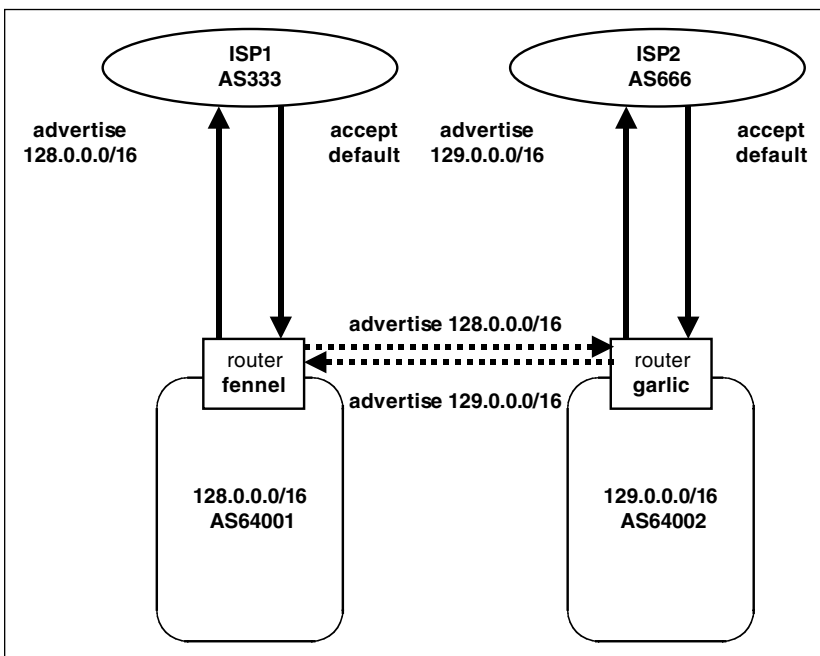 ISP1
AS333
ISP2
AS666
advertise
128.0.0.0/16
accept
default
advertise
129.0.0.0/16
accept
default
advertise 128.0.0.0/16
router
fennel
router
garlic
advertise 129.0.0.0/16
128.0.0.0/16
AS64001
129.0.0.0/16
AS64002